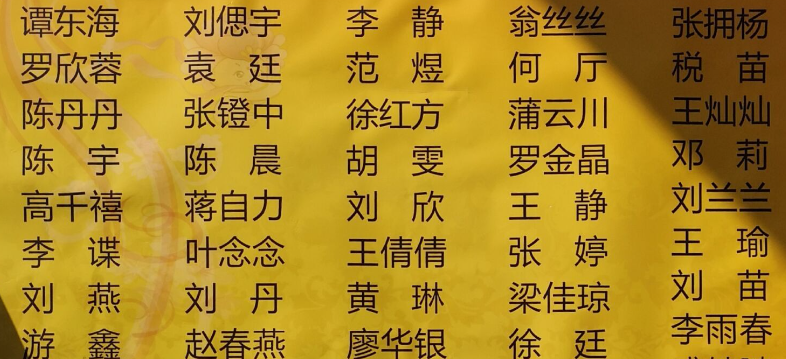 谭东海 刘偲宇 李静 翁丝丝 张拥杨
罗欣蓉 袁廷 范煜 何厅 税苗
陈丹丹 张镫中 徐红方 蒲云川 王灿灿
陈宇 陈晨 胡雯 罗金晶 邓莉
高千禧 蒋自力 刘欣 王静 刘兰兰
李谍 叶念念 王倩倩 张婷 王瑜
刘燕 刘丹 黄琳 梁佳琼 刘苗
游鑫 赵春燕 廖华银 徐廷 李雨春